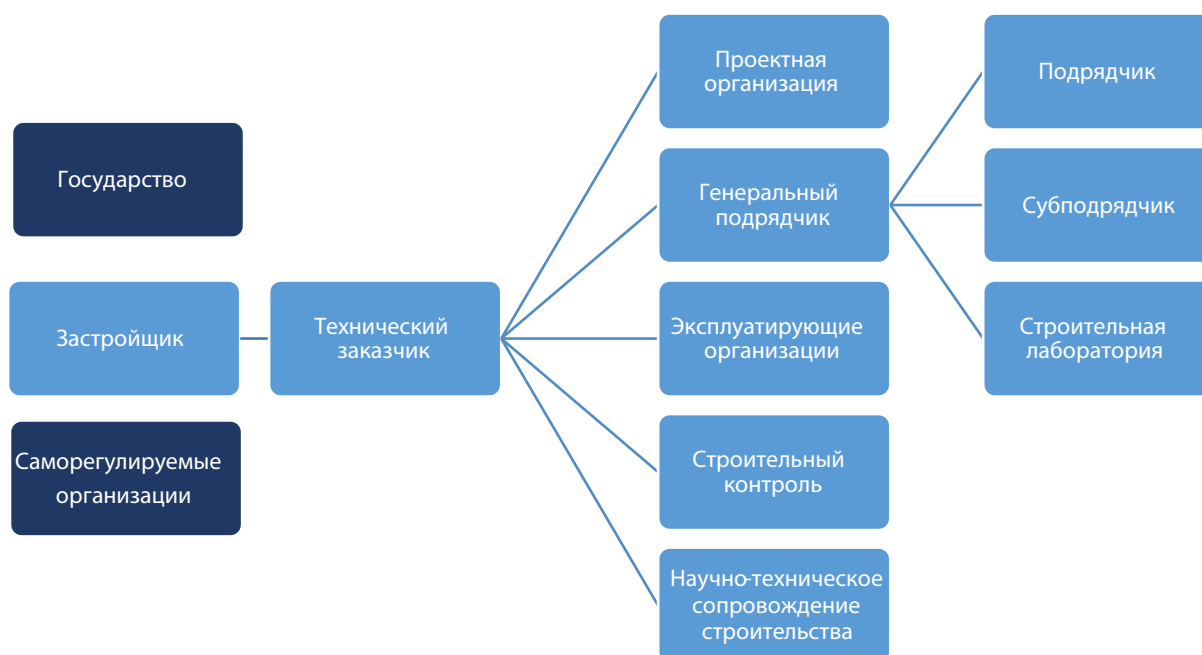 Государство
Застройщик
Саморегулируемые
организации
Технический
заказчик
Проектная
организация
Генеральный
подрядчик
Эксплуатирующие
организации
Строительный
контроль
Научно-техническое
сопровождение
строительства
Подрядчик
Субподрядчик
Строительная
лаборатория